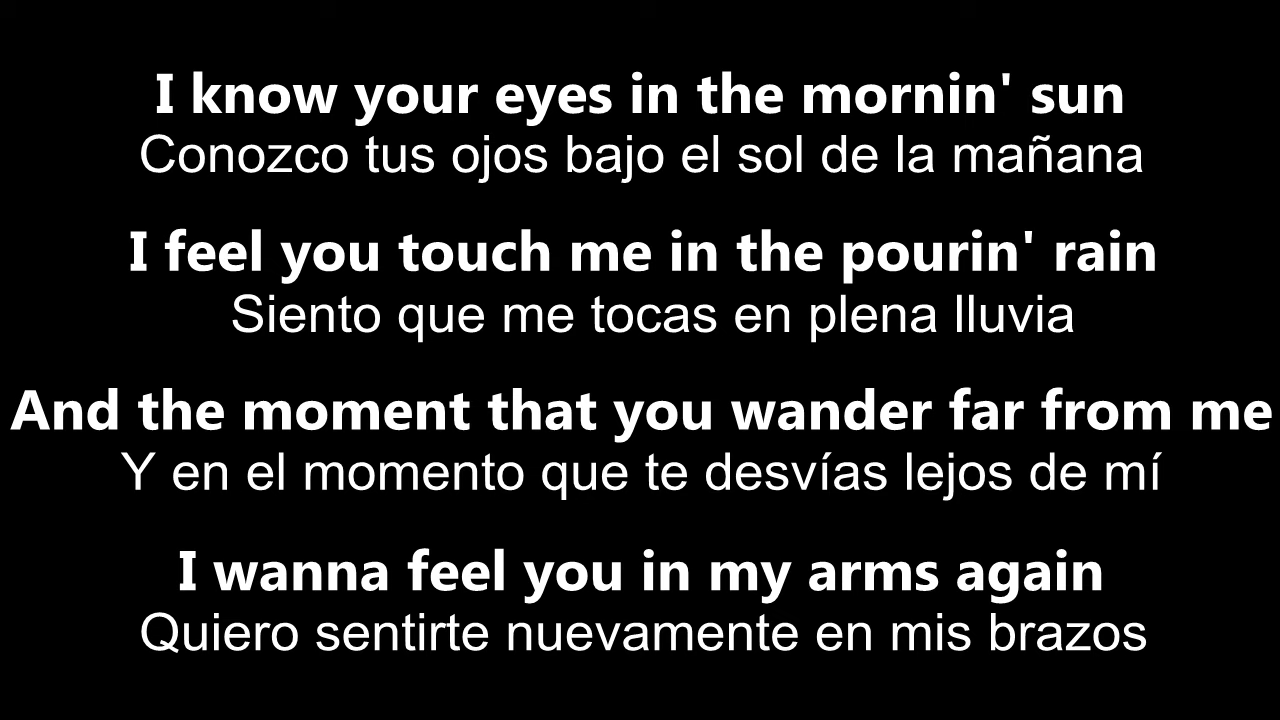 I know your eyes in the mornin' sun
Conozco tus ojos bajo el sol de la mañana
I feel you touch me in the pourin' rain
Siento que me tocas en plena lluvia
And the moment that you wander far from me
Y en el momento que te desvías lejos de mí
I wanna feel you in my arms again
Quiero sentirte nuevamente en mis brazos